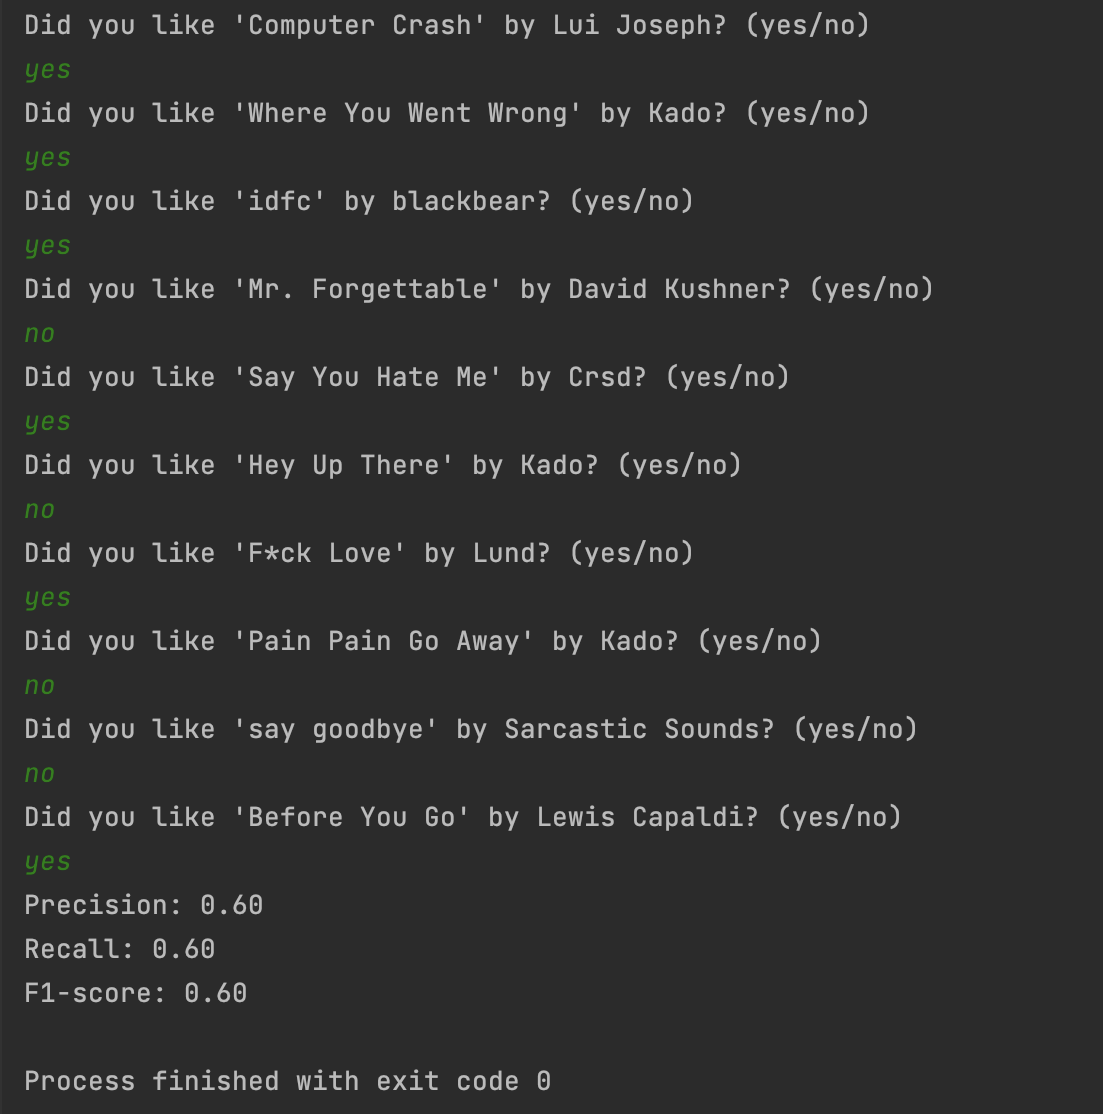 Did you like 'Computer Crash' by Lui Joseph? (yes/no)
yes
Did you like 'Where You Went Wrong' by Kado? (yes/no)
yes
Did you like 'idfc' by blackbear? (yes/no)
yes
Did you like 'Mr. Forgettable' by David Kushner? (yes/no)
no
Did you like 'Say You Hate Me' by Crsd? (yes/no)
yes
Did you like 'Hey Up There' by Kado? (yes/no)
no
Did you like 'F*ck Love' by Lund? (yes/no)
yes
Did you like 'Pain Pain Go Away' by Kado? (yes/no)
no
Did you like 'say goodbye' by Sarcastic Sounds? (yes/no)
no
Did you like 'Before You Go' by Lewis Capaldi? (yes/no)
yes
Precision: 0.60
Recall: 0.60
F1-score: 0.60
Process finished with exit code 0